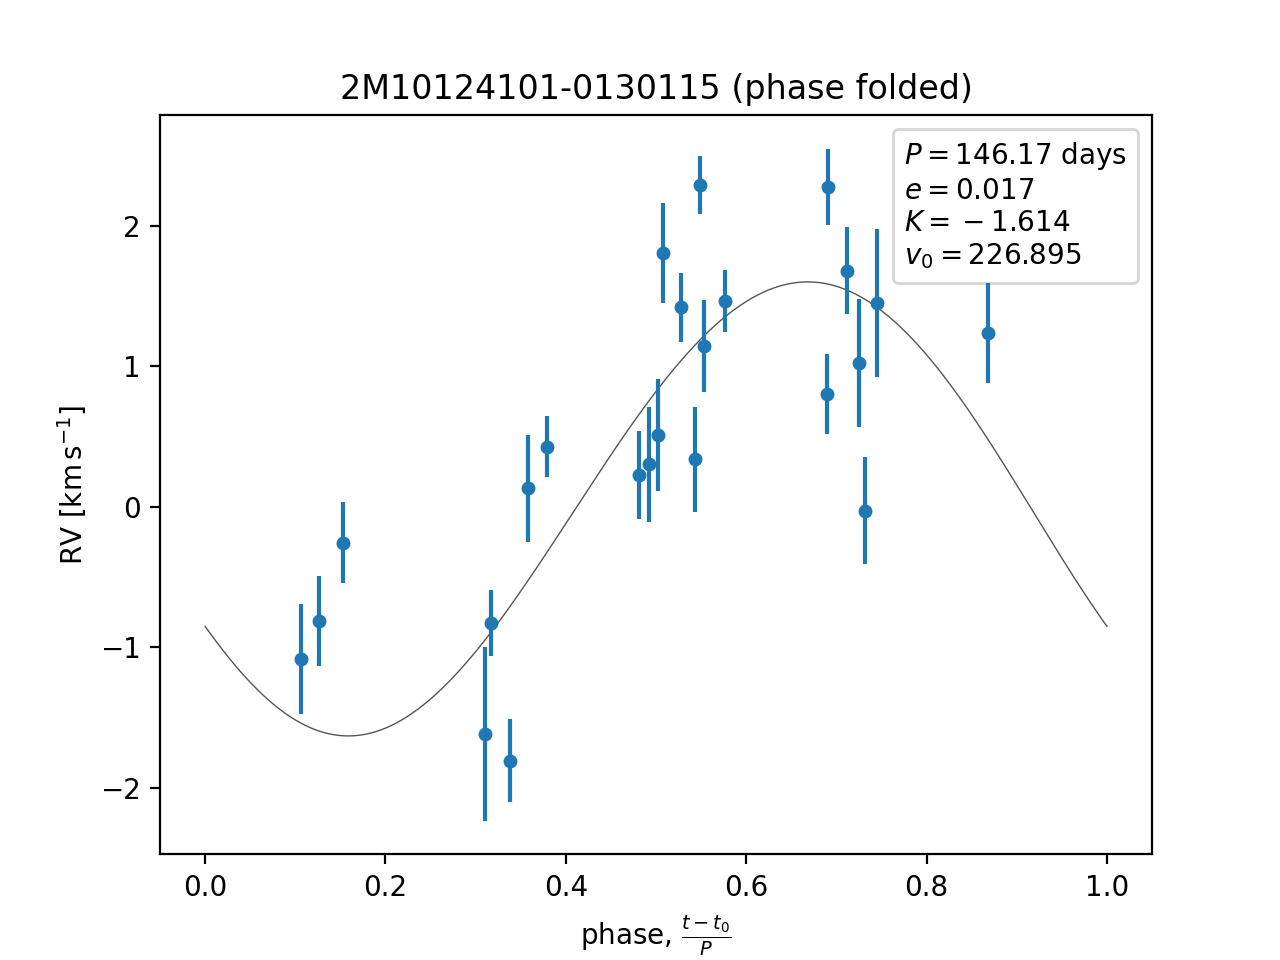 2M10124101-0130115 (phase folded)
P = 146.17 days
e = 0.017
K = −1.614
v₀ = 226.895
RV [km s⁻¹]
2
1
0
−1
−2
0.0 0.2 0.4 0.6 0.8 1.0
phase, (t − t₀)/P